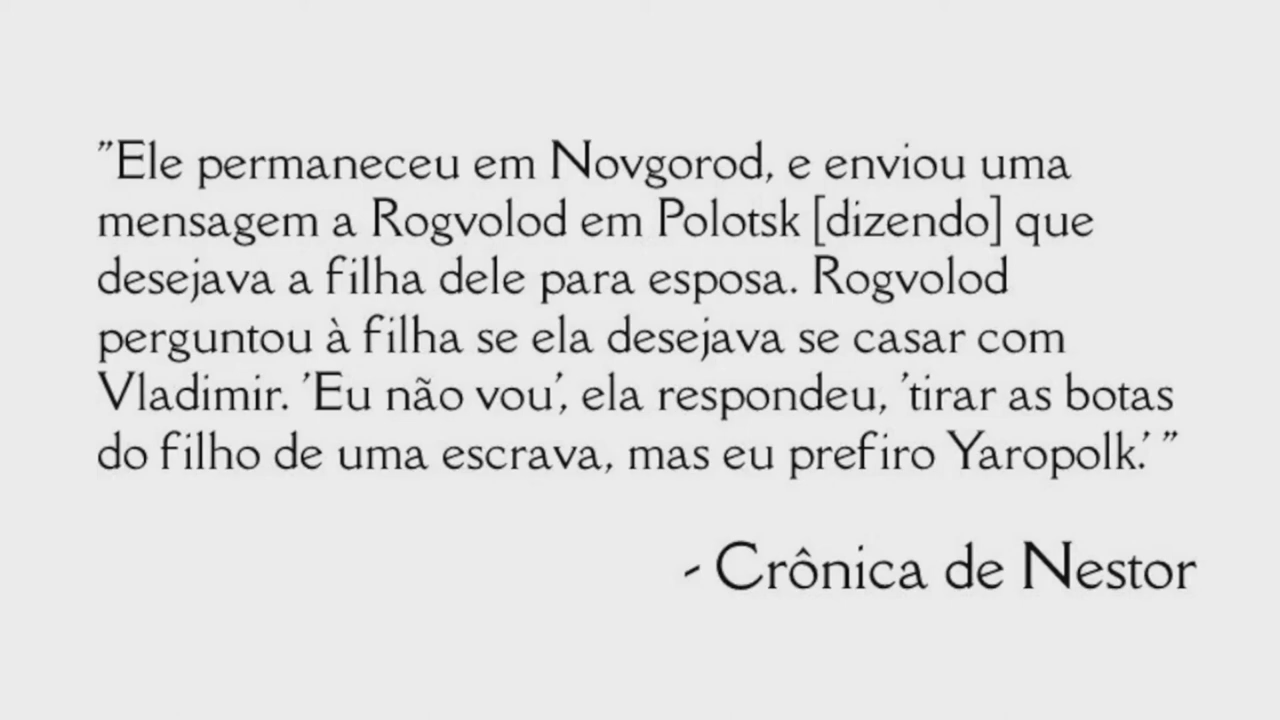 "Ele permaneceu em Novgorod, e enviou uma
mensagem a Rogvolod em Polotsk [dizendo] que
desejava a filha dele para esposa. Rogvolod
perguntou à filha se ela desejava se casar com
Vladimir. 'Eu não vou', ela respondeu, 'tirar as botas
do filho de uma escrava, mas eu prefiro Yaropolk.' "
- Crônica de Nestor